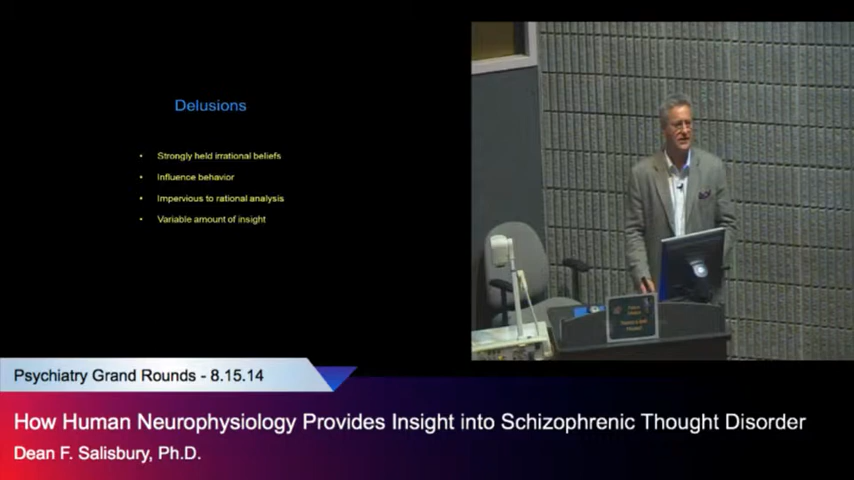 Delusions
• Strongly held irrational beliefs
• Influence behavior
• Impervious to rational analysis
• Variable amount of insight
Psychiatry Grand Rounds - 8.15.14
How Human Neurophysiology Provides Insight into Schizophrenic Thought Disorder
Dean F. Salisbury, Ph.D.